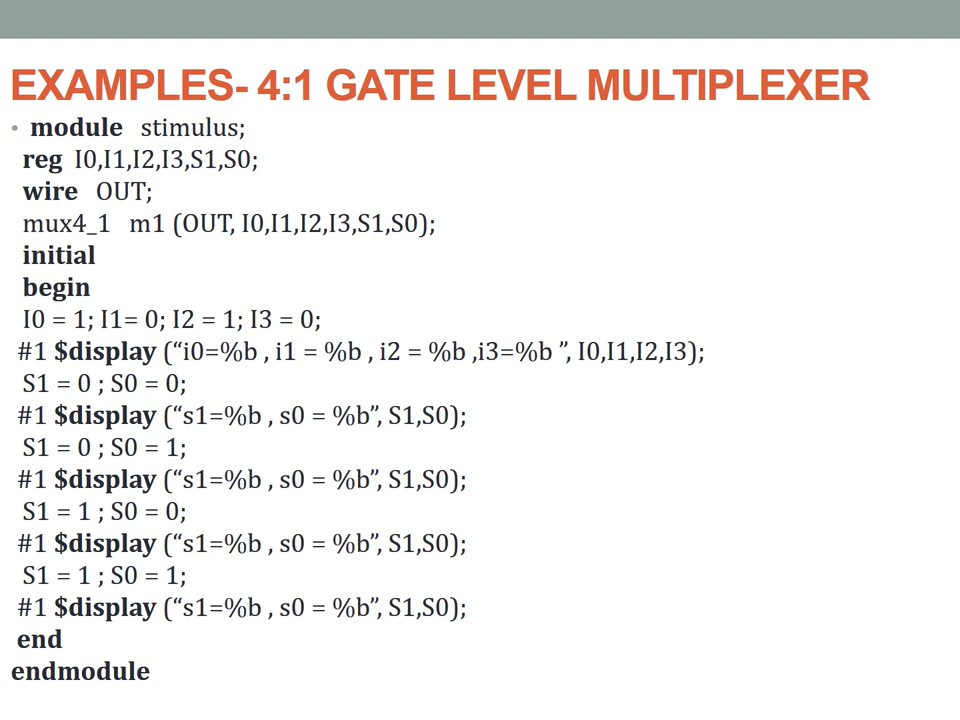 EXAMPLES- 4:1 GATE LEVEL MULTIPLEXER
• module stimulus;
reg I0,I1,I2,I3,S1,S0;
wire OUT;
mux4_1 m1 (OUT, I0,I1,I2,I3,S1,S0);
initial
begin
I0 = 1; I1= 0; I2 = 1; I3 = 0;
#1 $display (“i0=%b , i1 = %b , i2 = %b ,i3=%b ”, I0,I1,I2,I3);
S1 = 0 ; S0 = 0;
#1 $display (“s1=%b , s0 = %b”, S1,S0);
S1 = 0 ; S0 = 1;
#1 $display (“s1=%b , s0 = %b”, S1,S0);
S1 = 1 ; S0 = 0;
#1 $display (“s1=%b , s0 = %b”, S1,S0);
S1 = 1 ; S0 = 1;
#1 $display (“s1=%b , s0 = %b”, S1,S0);
end
endmodule